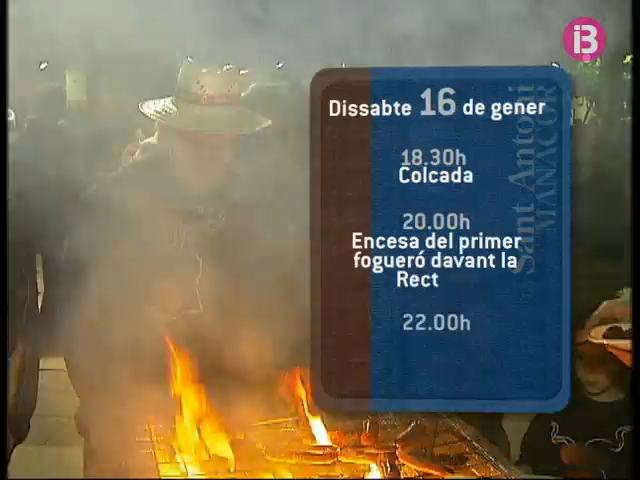 iB3
Dissabte 16 de gener
18.30h
Colcada
20.00h
Encesa del primer
fogueró davant la
Rect
22.00h
Sant Antoni
MANACOR